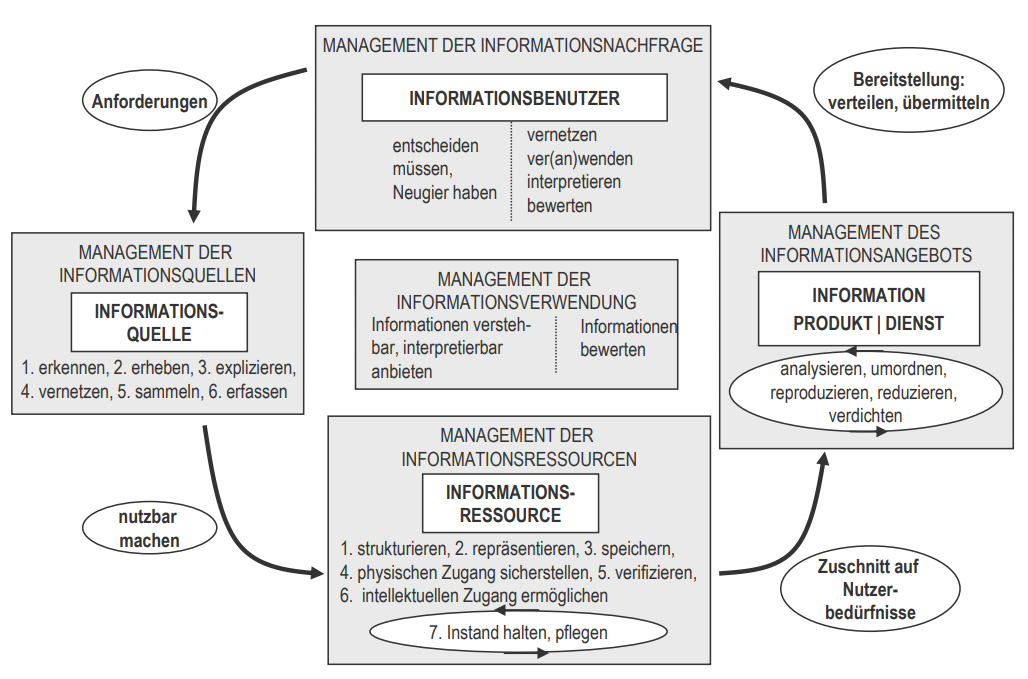 MANAGEMENT DER INFORMATIONSNACHFRAGE
INFORMATIONSBENUTZER
entscheiden
müssen,
Neugier haben
vernetzen
ver(an)wenden
interpretieren
bewerten
Anforderungen
Bereitstellung:
verteilen, übermitteln
MANAGEMENT DER
INFORMATIONSQUELLEN
INFORMATIONS-
QUELLE
1. erkennen, 2. erheben, 3. explizieren,
4. vernetzen, 5. sammeln, 6. erfassen
MANAGEMENT DER
INFORMATIONSVERWENDUNG
Informationen versteh-
bar, interpretierbar
anbieten
Informationen
bewerten
MANAGEMENT DES
INFORMATIONSANGEBOTS
INFORMATION
PRODUKT | DIENST
analysieren, umordnen,
reproduzieren, reduzieren,
verdichten
nutzbar
machen
MANAGEMENT DER
INFORMATIONSRESSOURCEN
INFORMATIONS-
RESSOURCE
1. strukturieren, 2. repräsentieren, 3. speichern,
4. physischen Zugang sicherstellen, 5. verifizieren,
6. intellektuellen Zugang ermöglichen
7. Instand halten, pflegen
Zuschnitt auf
Nutzer-
bedürfnisse